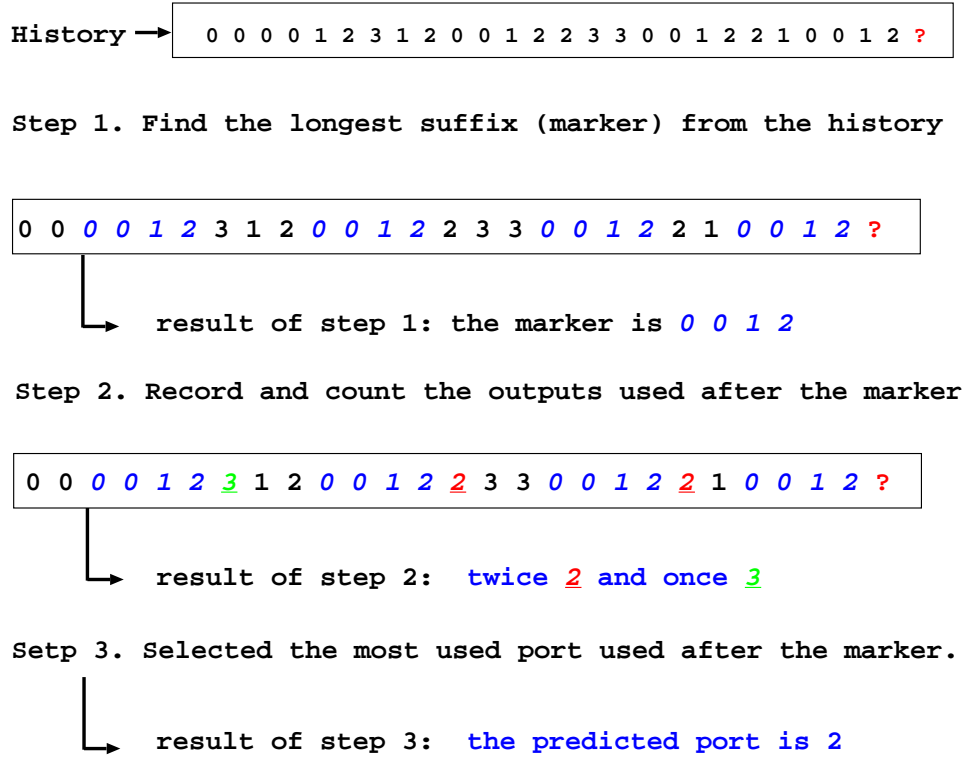 History 0 0 0 0 1 2 3 1 2 0 0 1 2 2 3 3 0 0 1 2 2 1 0 0 1 2 ?
Step 1. Find the longest suffix (marker) from the history
0 0 0 0 1 2 3 1 2 0 0 1 2 2 3 3 0 0 1 2 2 1 0 0 1 2 ?
result of step 1: the marker is 0 0 1 2
Step 2. Record and count the outputs used after the marker
0 0 0 0 1 2 3 1 2 0 0 1 2 2 3 3 0 0 1 2 2 1 0 0 1 2 ?
result of step 2: twice 2 and once 3
Setp 3. Selected the most used port used after the marker.
result of step 3: the predicted port is 2